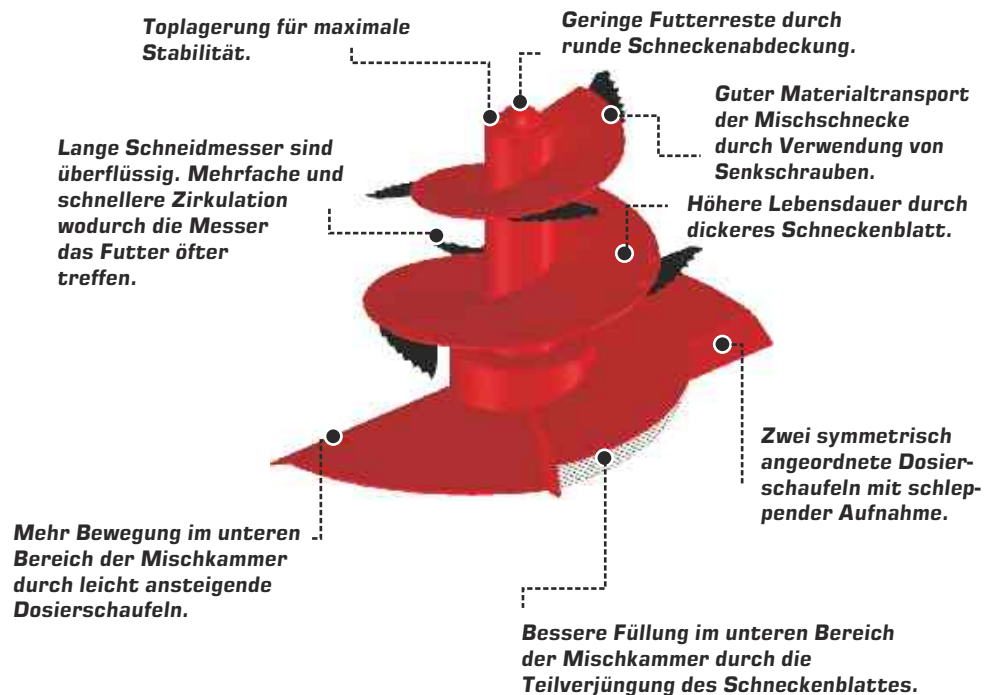 Toplagerung für maximale
Stabilität.
Geringe Futterreste durch
runde Schneckenabdeckung.
Guter Materialtransport
der Mischschnecke
durch Verwendung von
Senkschrauben.
Lange Schneidmesser sind
überflüssig. Mehrfache und
schnellere Zirkulation
wodurch die Messer
das Futter öfter
treffen.
Höhere Lebensdauer durch
dickeres Schneckenblatt.
Zwei symmetrisch
angeordnete Dosier-
schaufeln mit schlep-
pender Aufnahme.
Mehr Bewegung im unteren
Bereich der Mischkammer
durch leicht ansteigende
Dosierschaufeln.
Bessere Füllung im unteren Bereich
der Mischkammer durch die
Teilverjüngung des Schneckenblattes.